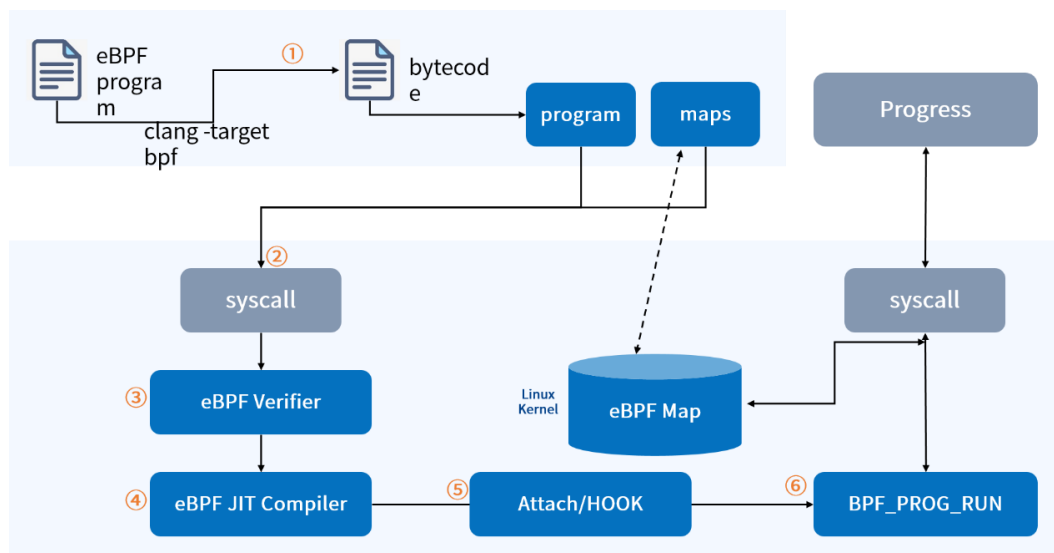 eBPF
progra
m
①
bytecod
e
clang -target
bpf
program
maps
Progress
②
syscall
syscall
③
eBPF Verifier
Linux
Kernel
eBPF Map
④
eBPF JIT Compiler
⑤
Attach/HOOK
⑥
BPF_PROG_RUN